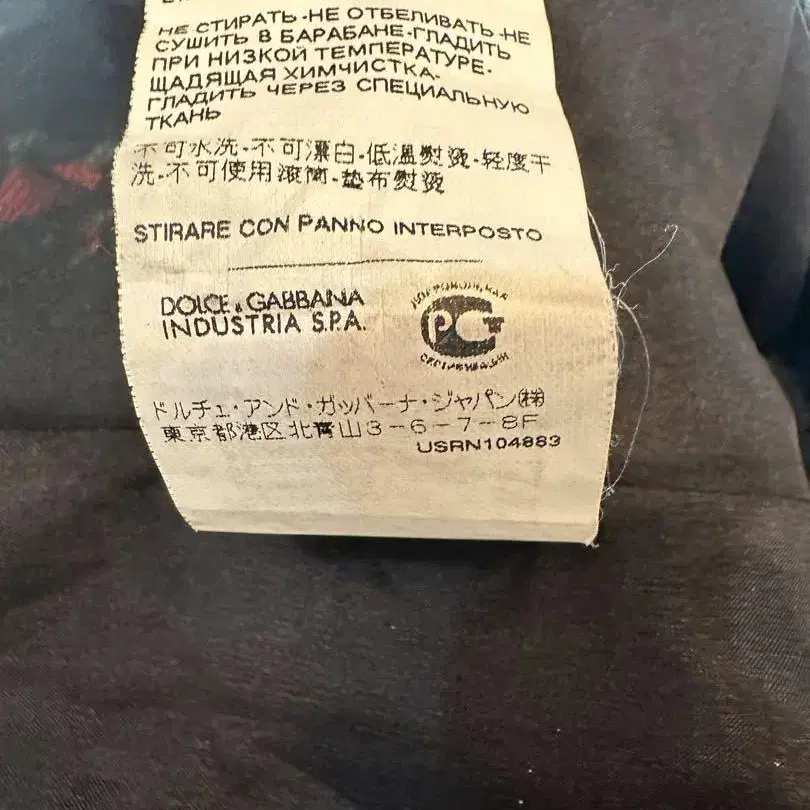 НЕ СТИРАТЬ-НЕ ОТБЕЛИВАТЬ-НЕ
СУШИТЬ В БАРАБАНЕ-ГЛАДИТЬ
ПРИ НИЗКОЙ ТЕМПЕРАТУРЕ-
ЩАДЯЩАЯ ХИМЧИСТКА-
ГЛАДИТЬ ЧЕРЕЗ СПЕЦИАЛЬНУЮ
ТКАНЬ
不可水洗-不可漂白-低温熨烫-轻度干
洗-不可使用滚筒-垫布熨烫
STIRARE CON PANNO INTERPOSTO
DOLCE & GABBANA
INDUSTRIA S.P.A.
PCT
ドルチェ・アンド・ガッバーナ・ジャパン㈱
東京都港区北青山3-6-7-8F
USRN104883